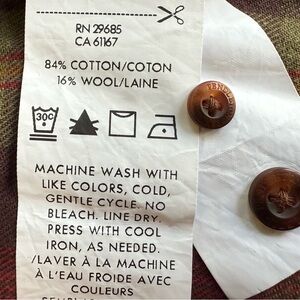 RN 29685
CA 61167
84% COTTON/COTON
16% WOOL/LAINE
30C
MACHINE WASH WITH
LIKE COLORS, COLD,
GENTLE CYCLE. NO
BLEACH. LINE DRY.
PRESS WITH COOL
IRON, AS NEEDED.
/LAVER À LA MACHINE
À L'EAU FROIDE AVEC
COULEURS